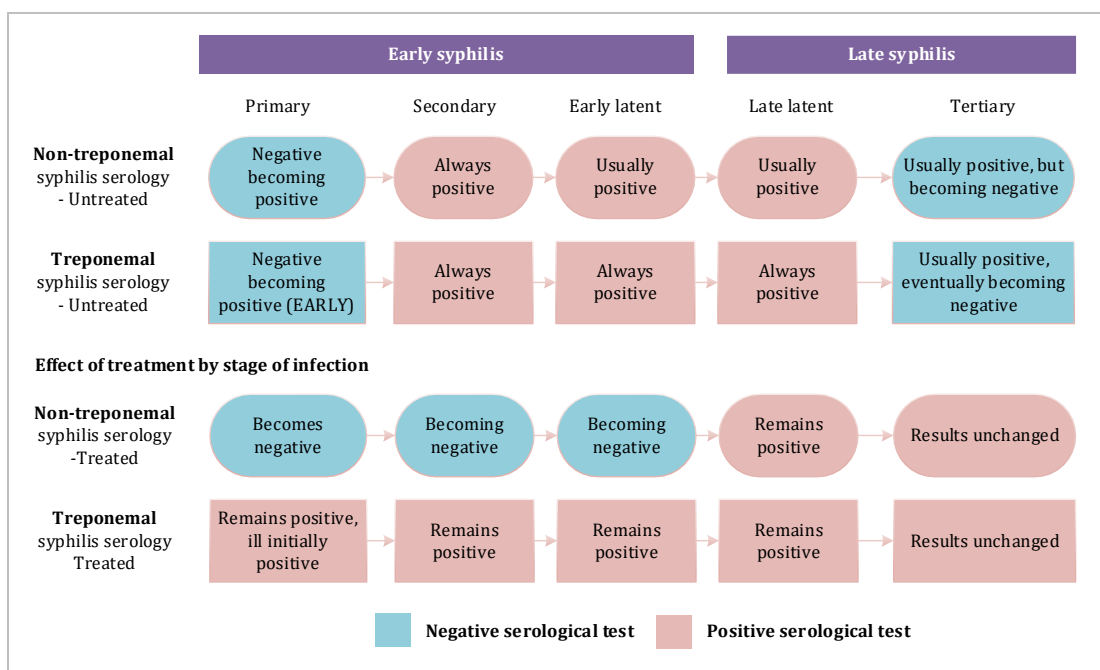 Early syphilis
Late syphilis
Primary
Secondary
Early latent
Late latent
Tertiary
Non-treponemal
syphilis serology
- Untreated
Negative
becoming
positive
Always
positive
Usually
positive
Usually
positive
Usually positive, but
becoming negative
Treponemal
syphilis serology
- Untreated
Negative
becoming
positive (EARLY)
Always
positive
Always
positive
Always
positive
Usually positive,
eventually becoming
negative
Effect of treatment by stage of infection
Non-treponemal
syphilis serology
-Treated
Becomes
negative
Becoming
negative
Becoming
negative
Remains
positive
Results unchanged
Treponemal
syphilis serology
Treated
Remains positive,
ill initially
positive
Remains
positive
Remains
positive
Remains
positive
Results unchanged
Negative serological test
Positive serological test